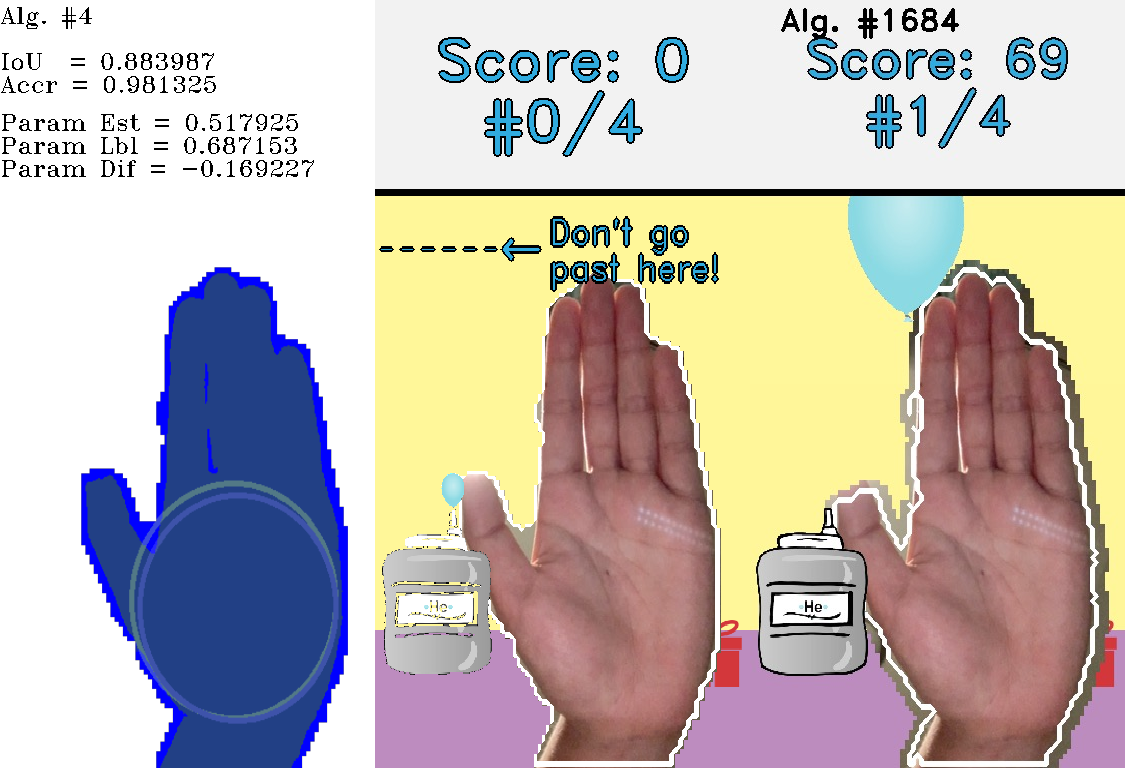 Alg. #4
IoU = 0.883987
Accr = 0.981325
Param Est = 0.517925
Param Lbl = 0.687153
Param Dif = −0.169227
Score: 0
#0/4
Don't go
past here!
He
Alg. #1684
Score: 69
#1/4
He